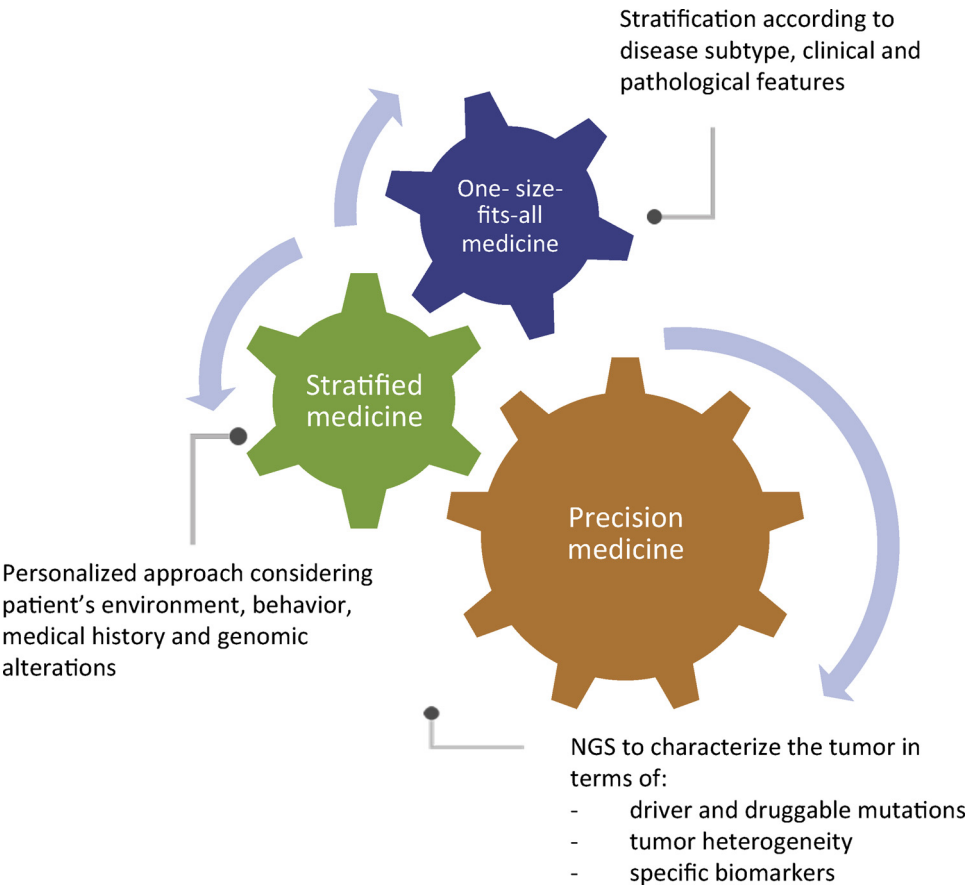 Stratification according to
disease subtype, clinical and
pathological features
One- size-
fits-all
medicine
Stratified
medicine
Precision
medicine
Personalized approach considering
patient’s environment, behavior,
medical history and genomic
alterations
NGS to characterize the tumor in
terms of:
- driver and druggable mutations
- tumor heterogeneity
- specific biomarkers